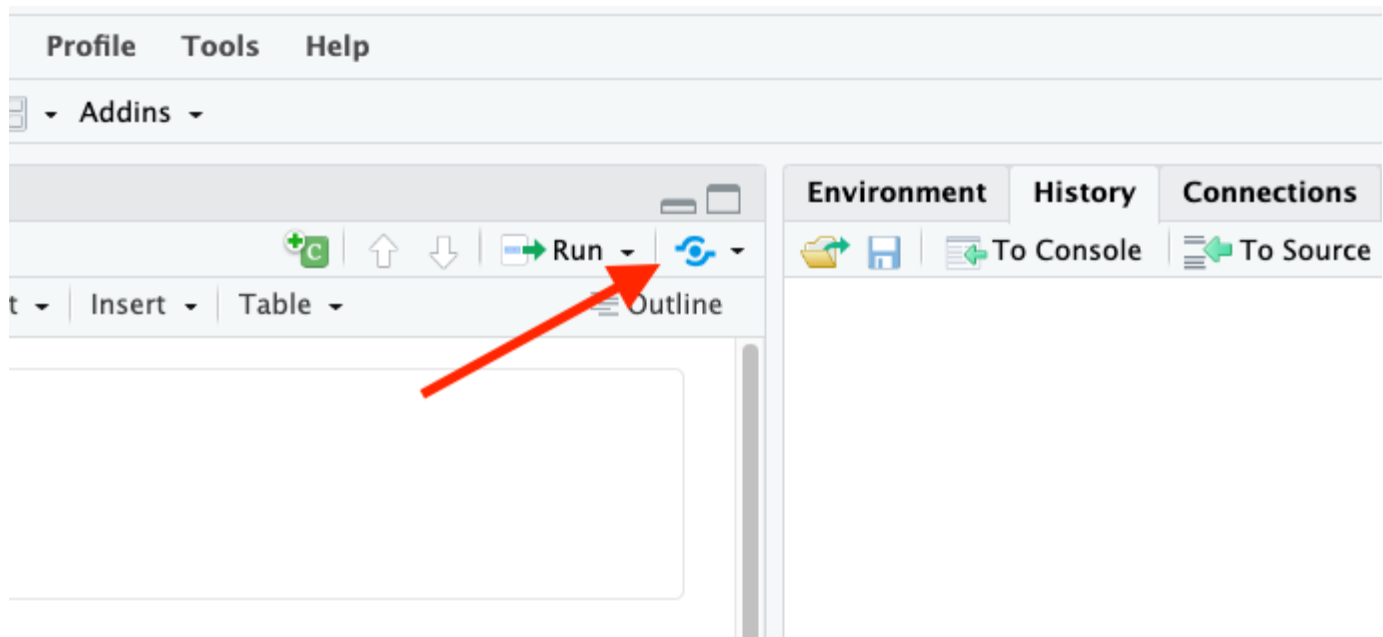 Profile Tools Help
Addins
Environment History Connections
C Run To Console To Source
t Insert Table Outline